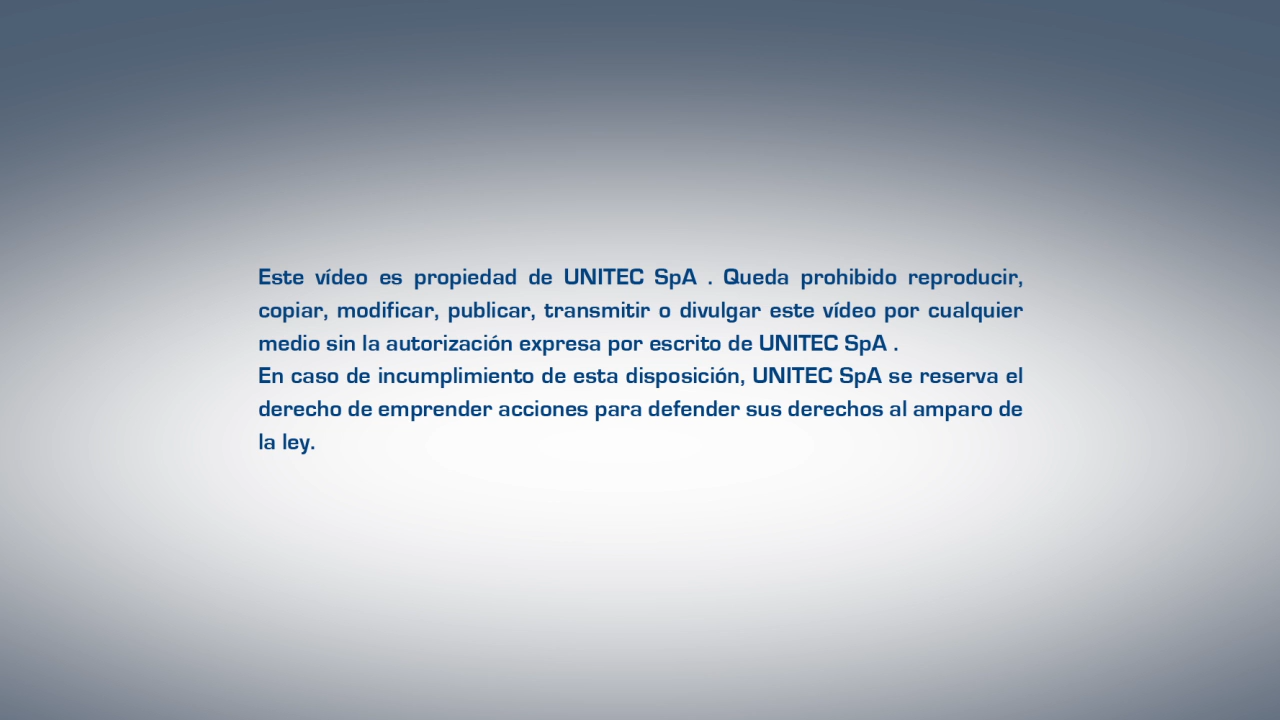 Este vídeo es propiedad de UNITEC SpA . Queda prohibido reproducir,
copiar, modificar, publicar, transmitir o divulgar este vídeo por cualquier
medio sin la autorización expresa por escrito de UNITEC SpA .
En caso de incumplimiento de esta disposición, UNITEC SpA se reserva el
derecho de emprender acciones para defender sus derechos al amparo de
la ley.